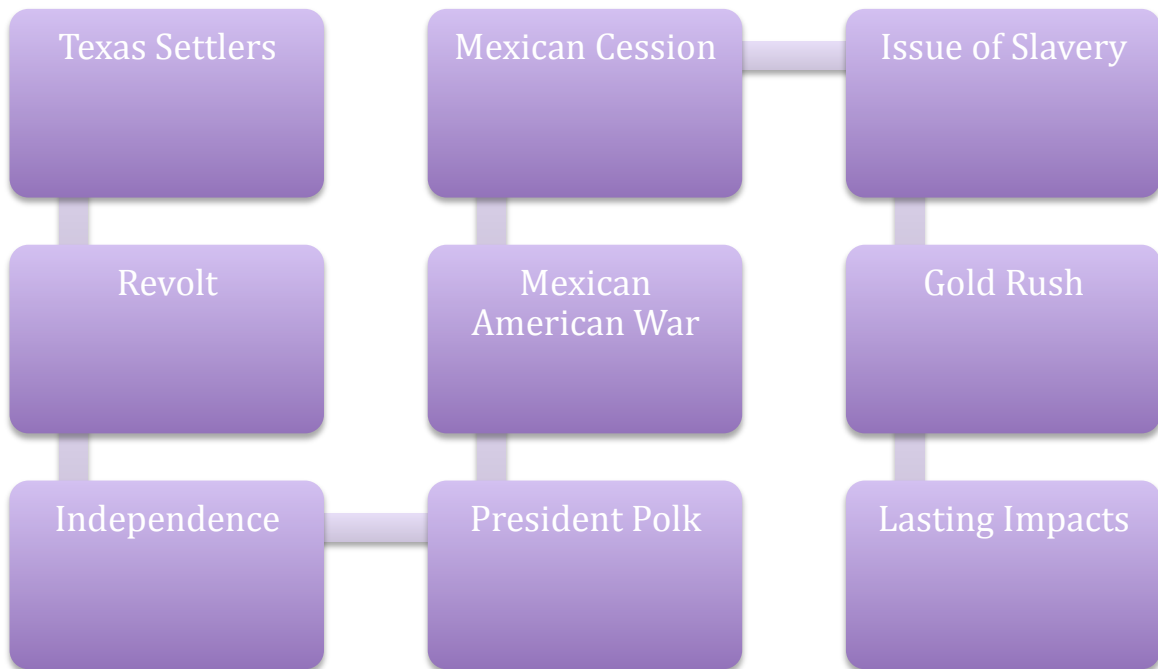 Texas Settlers
Revolt
Independence
President Polk
Mexican
American War
Mexican Cession
Issue of Slavery
Gold Rush
Lasting Impacts